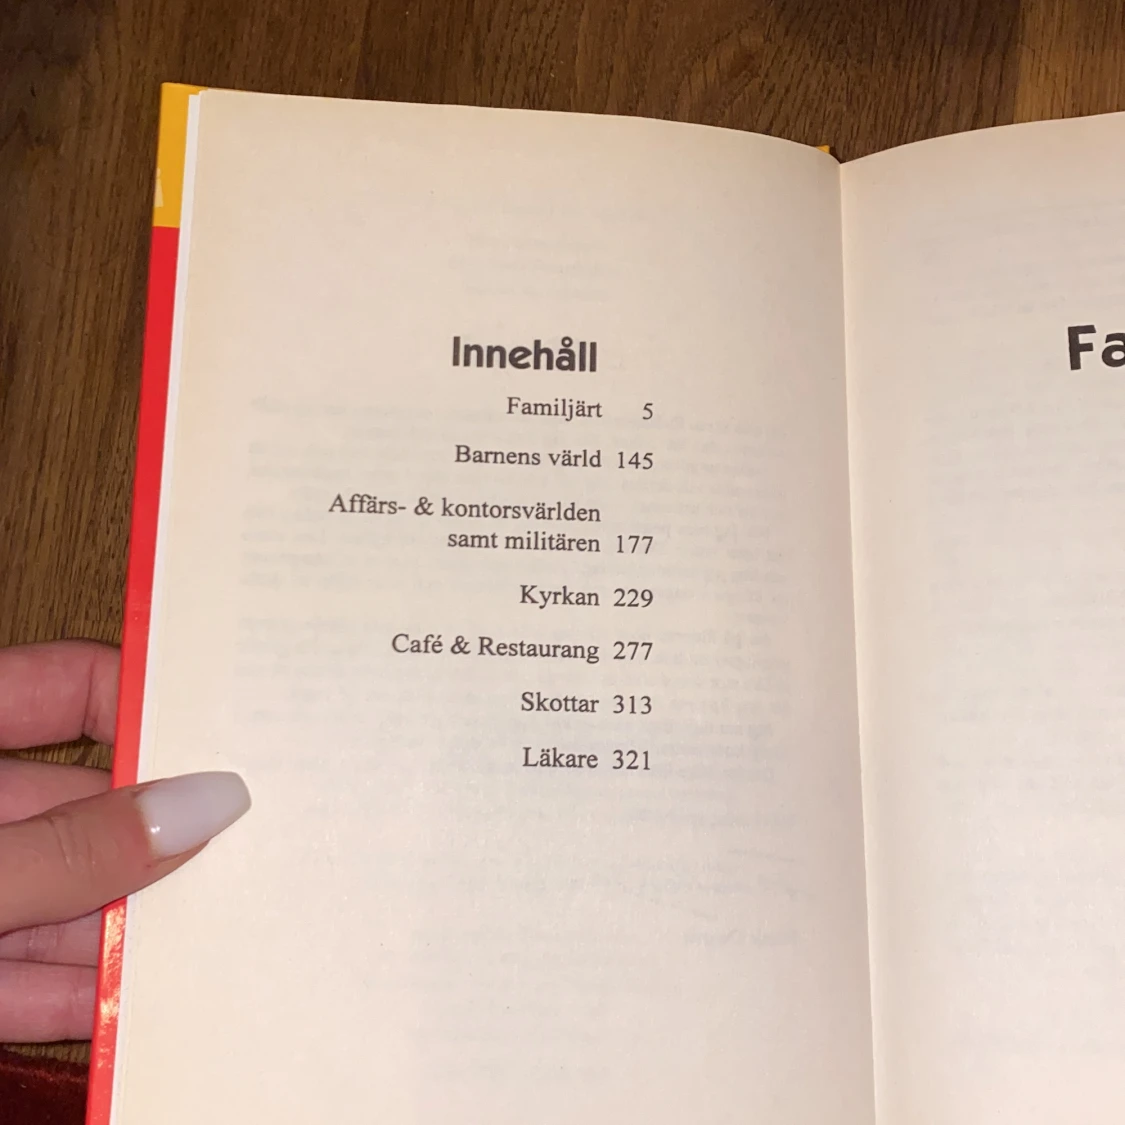 Innehåll
Familjärt 5
Barnens värld 145
Affärs- & kontorsvärlden
samt militären 177
Kyrkan 229
Café & Restaurang 277
Skottar 313
Läkare 321
Fa